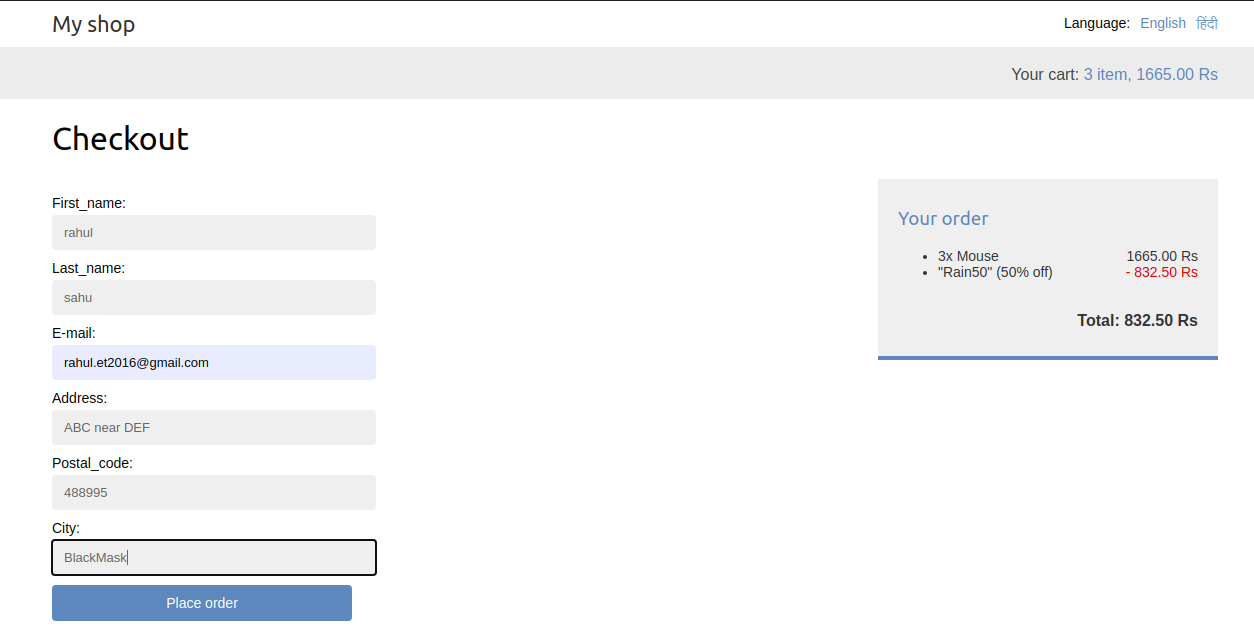 My shop
Language: English हिंदी
Your cart: 3 item, 1665.00 Rs
Checkout
First_name:
rahul
Last_name:
sahu
E-mail:
rahul.et2016@gmail.com
Address:
ABC near DEF
Postal_code:
488995
City:
BlackMask
Place order
Your order
3x Mouse 1665.00 Rs
"Rain50" (50% off) - 832.50 Rs
Total: 832.50 Rs